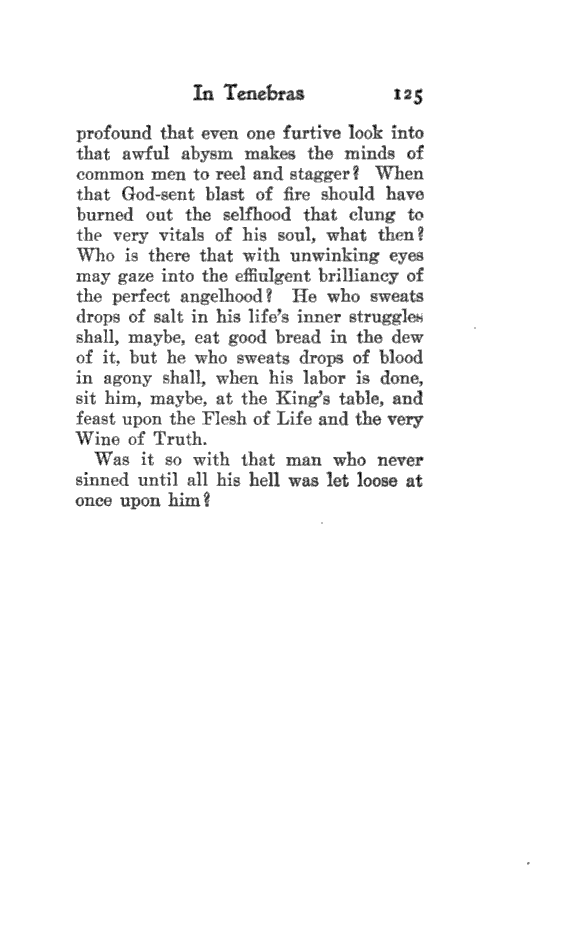 In Tenebras 125
profound that even one furtive look into
that awful abysm makes the minds of
common men to reel and stagger? When
that God-sent blast of fire should have
burned out the selfhood that clung to
the very vitals of his soul, what then?
Who is there that with unwinking eyes
may gaze into the effiulgent brilliancy of
the perfect angelhood? He who sweats
drops of salt in his life's inner struggles
shall, maybe, eat good bread in the dew
of it, but he who sweats drops of blood
in agony shall, when his labor is done,
sit him, maybe, at the King's table, and
feast upon the Flesh of Life and the very
Wine of Truth.
Was it so with that man who never
sinned until all his hell was let loose at
once upon him?